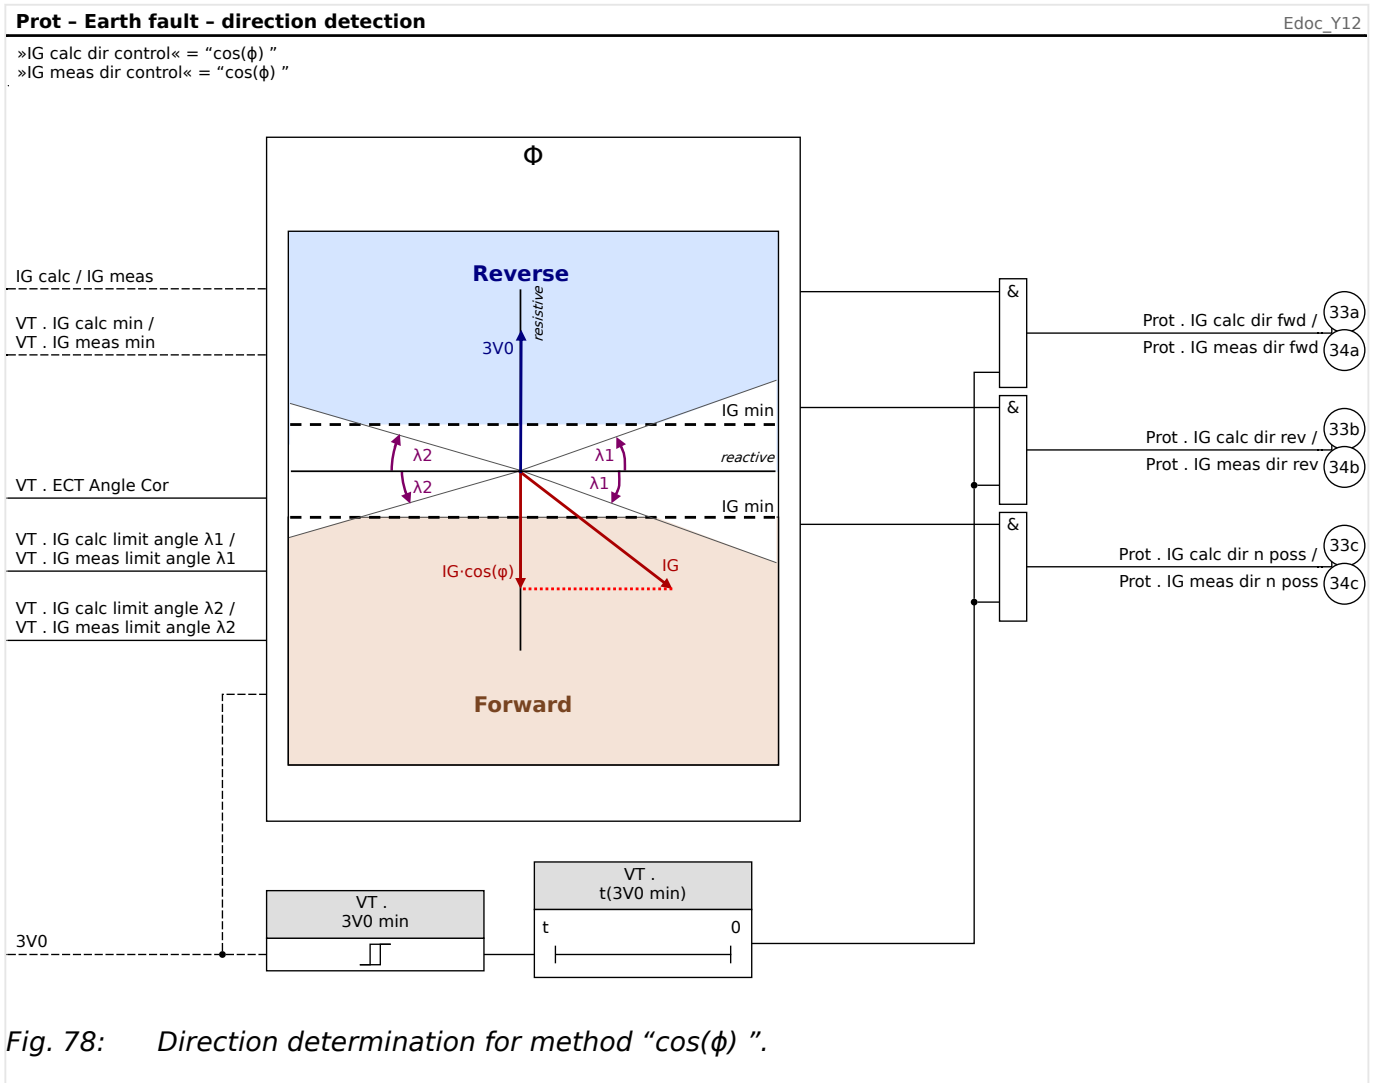 Prot – Earth fault – direction detection
Edoc_Y12
»IG calc dir control« = “cos(ϕ) ”
»IG meas dir control« = “cos(ϕ) ”
Φ
IG calc / IG meas
VT . IG calc min /
VT . IG meas min
VT . ECT Angle Cor
VT . IG calc limit angle λ1 /
VT . IG meas limit angle λ1
VT . IG calc limit angle λ2 /
VT . IG meas limit angle λ2
3V0
Reverse
resistive
3V0
IG min
λ2
λ1
reactive
λ2
λ1
IG min
IG·cos(φ)
IG
Forward
&
Prot . IG calc dir fwd /
33a
Prot . IG meas dir fwd
34a
&
Prot . IG calc dir rev /
33b
Prot . IG meas dir rev
34b
&
Prot . IG calc dir n poss /
33c
Prot . IG meas dir n poss
34c
VT .
3V0 min
VT .
t(3V0 min)
t
0
Fig. 78: Direction determination for method “cos(ϕ) ”.